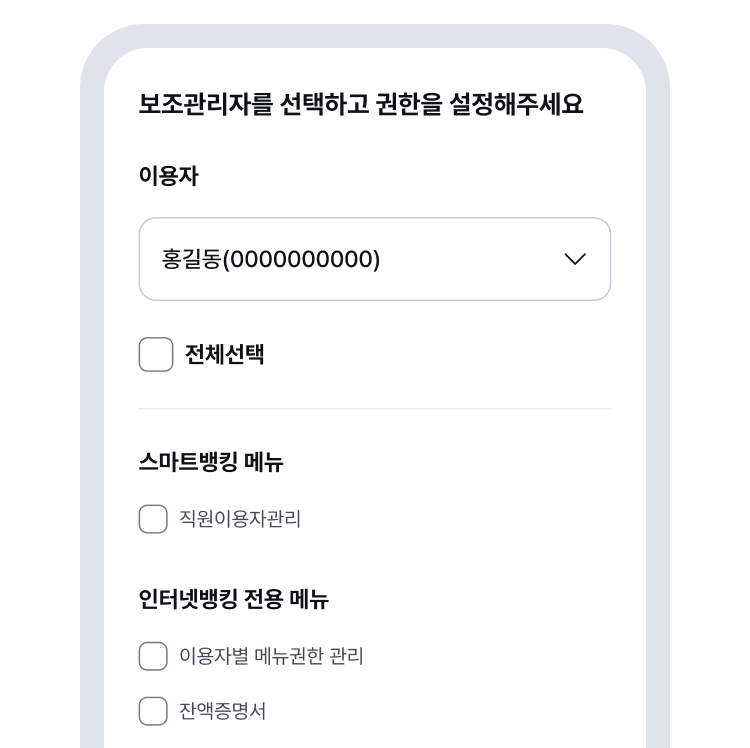 보조관리자를 선택하고 권한을 설정해주세요
이용자
홍길동(0000000000)
전체선택
스마트뱅킹 메뉴
직원이용자관리
인터넷뱅킹 전용 메뉴
이용자별 메뉴권한 관리
잔액증명서